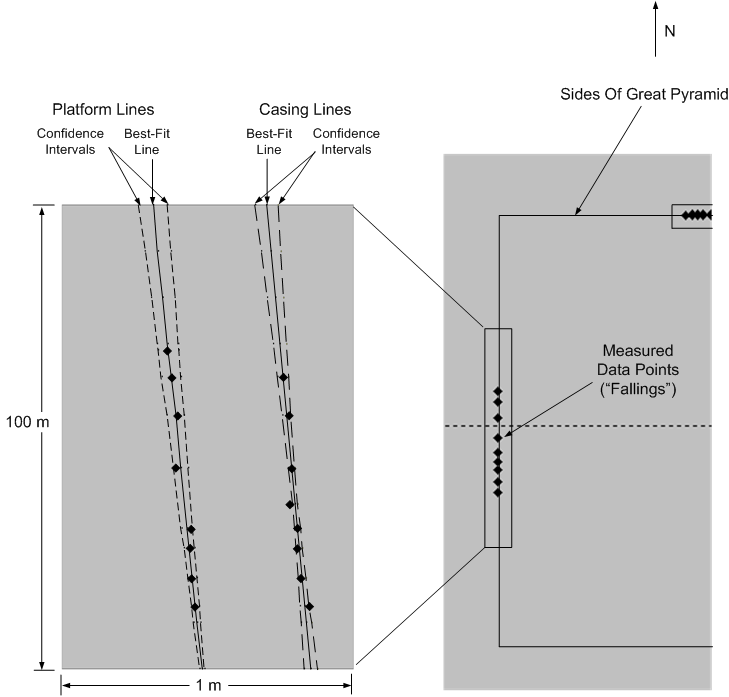 N
Sides Of Great Pyramid
Platform Lines
Casing Lines
Confidence
Intervals
Best-Fit
Line
Best-Fit
Line
Confidence
Intervals
Measured
Data Points
(“Fallings”)
100 m
1 m